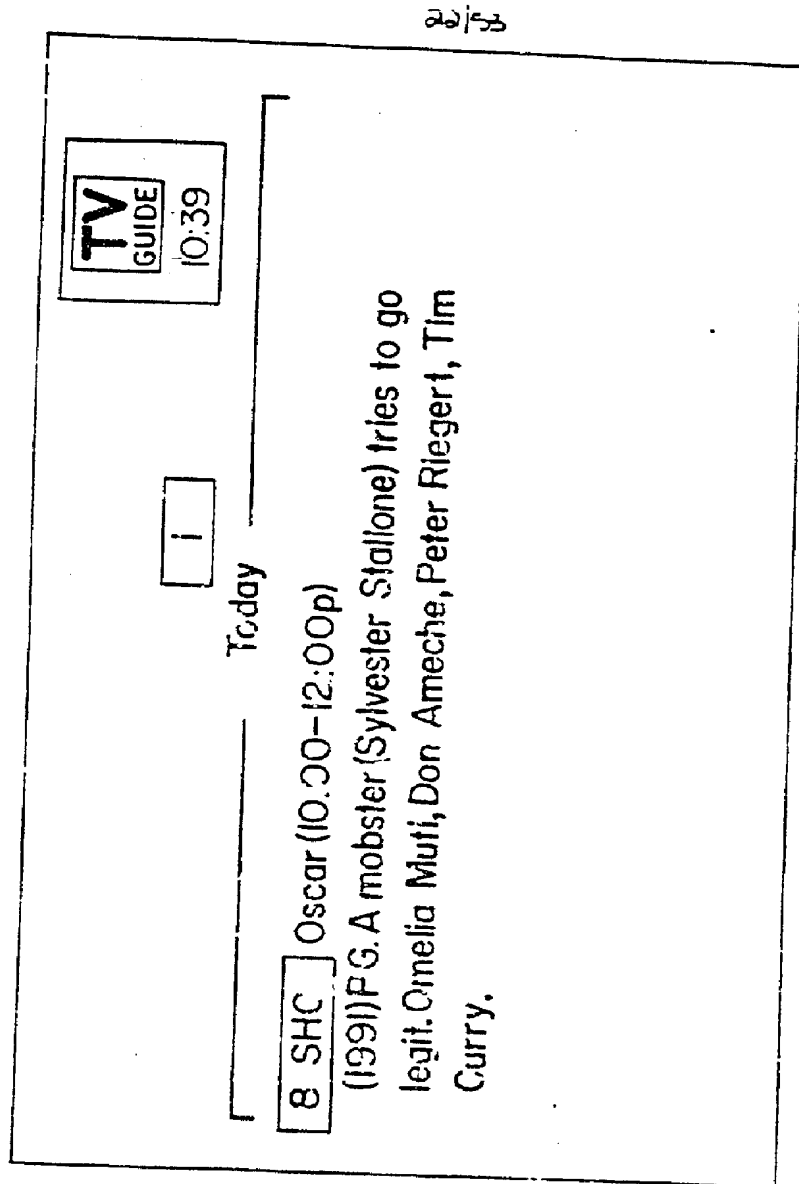 22/53
TV
GUIDE
10:39
i
Today
8 SHC Oscar (10:00-12:00p)
(1991) PG. A mobster (Sylvester Stallone) tries to go
legit. Ornelia Muti, Don Ameche, Peter Riegert, Tim
Curry.